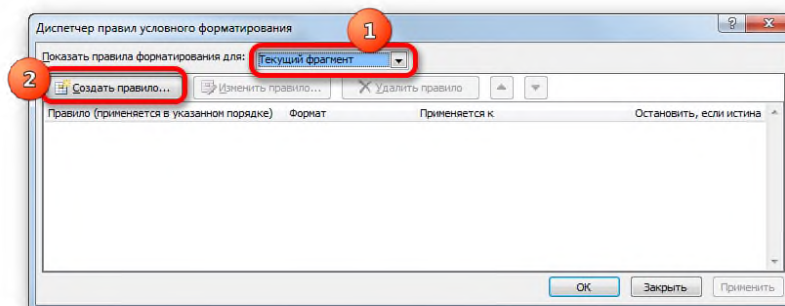 Диспетчер правил условного форматирования
1
Показать правила форматирования для: Текущий фрагмент
2
Создать правило... Изменить правило... Удалить правило
Правило (применяется в указанном порядке) Формат Применяется к Остановить, если истина
ОК Закрыть Применить